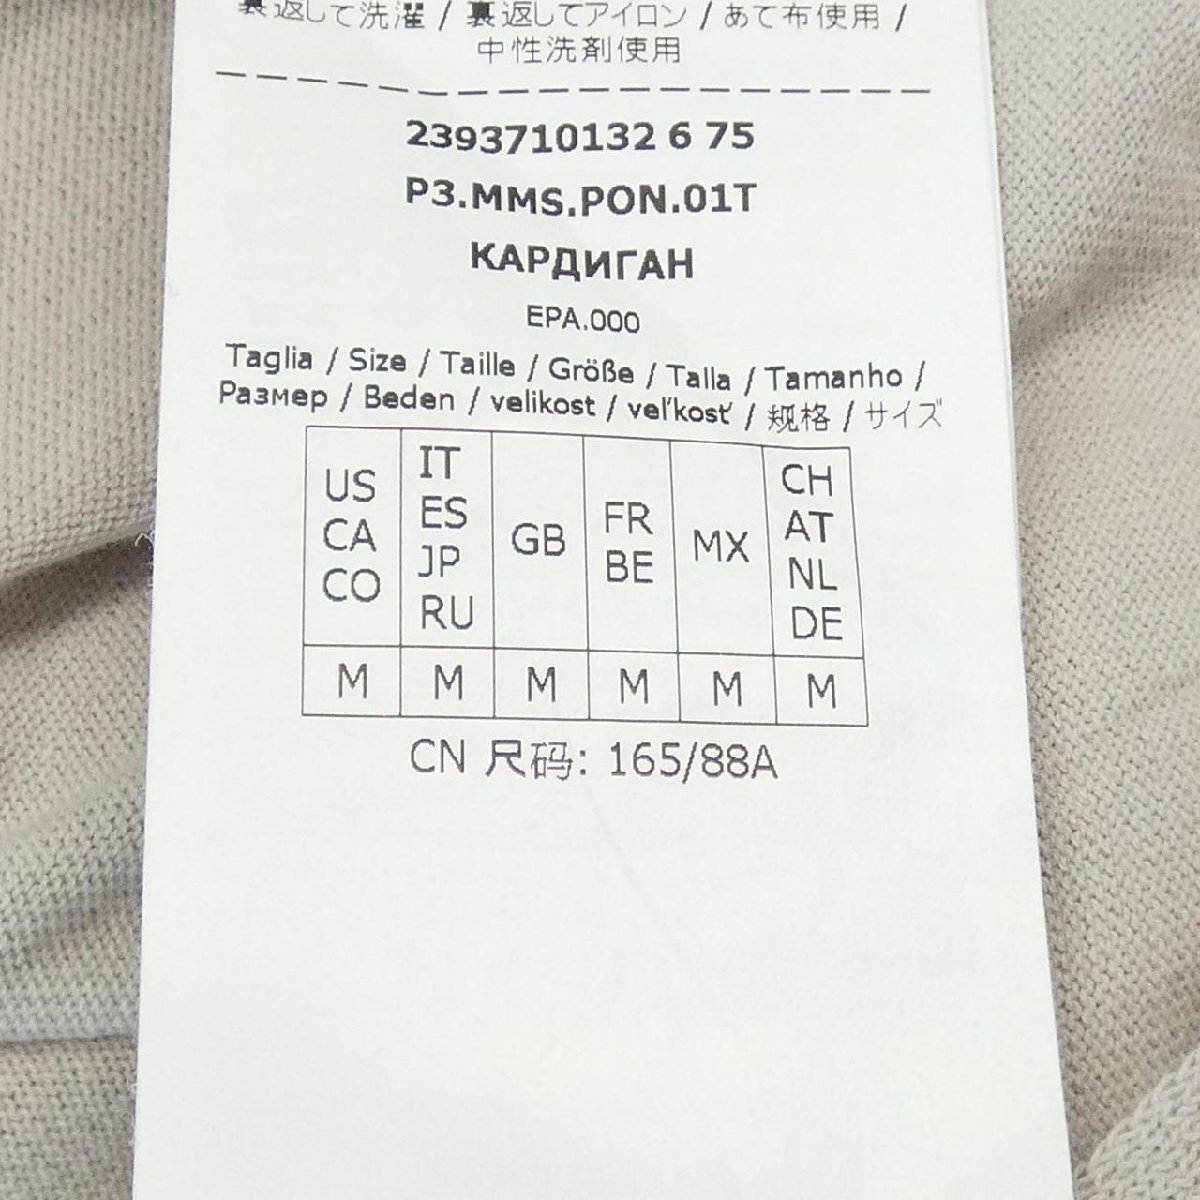 裏返して洗濯 / 裏返してアイロン / あて布使用 /
中性洗剤使用
2393710132 6 75
P3.MMS.PON.01T
КАРДИГАН
EPA.000
Taglia / Size / Taille / Größe / Talla / Tamanho /
Размер / Beden / velikost / veľkosť / 规格 / サイズ
US CA CO IT ES JP RU GB FR BE MX CH AT NL DE
M M M M M M
CN 尺码: 165/88A